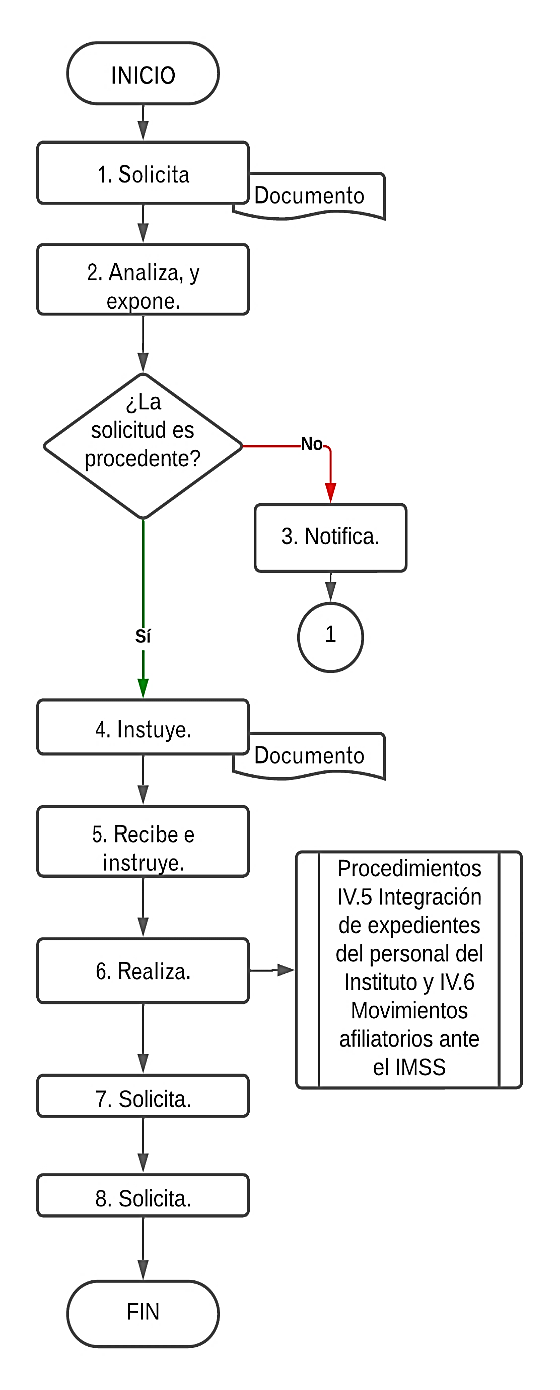 INICIO
1. Solicita
Documento
2. Analiza, y
expone.
¿La
solicitud es
procedente?
No
3. Notifica.
1
Sí
4. Instuye.
Documento
5. Recibe e
instruye.
Procedimientos
IV.5 Integración
de expedientes
del personal del
Instituto y IV.6
Movimientos
afiliatorios ante
el IMSS
6. Realiza.
7. Solicita.
8. Solicita.
FIN